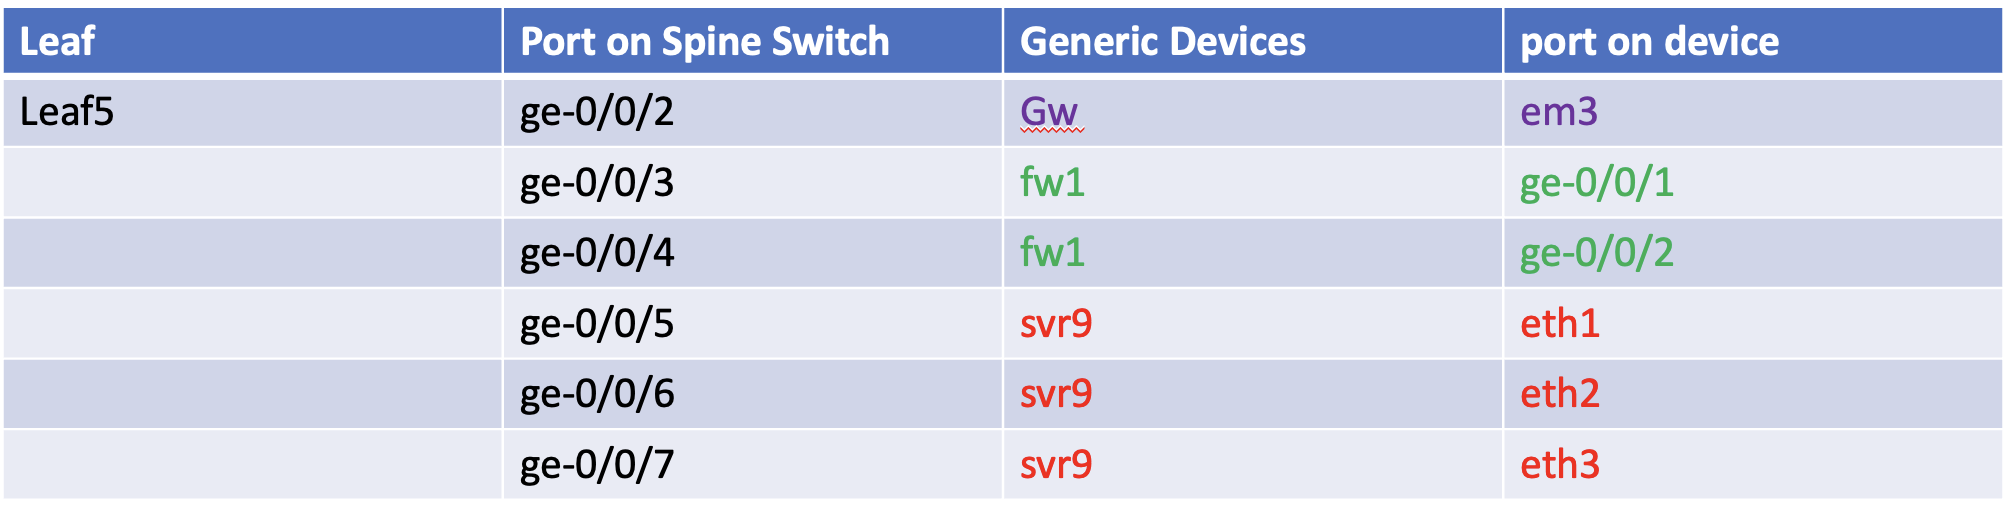 Leaf Port on Spine Switch Generic Devices port on device
Leaf5 ge-0/0/2 Gw em3
ge-0/0/3 fw1 ge-0/0/1
ge-0/0/4 fw1 ge-0/0/2
ge-0/0/5 svr9 eth1
ge-0/0/6 svr9 eth2
ge-0/0/7 svr9 eth3